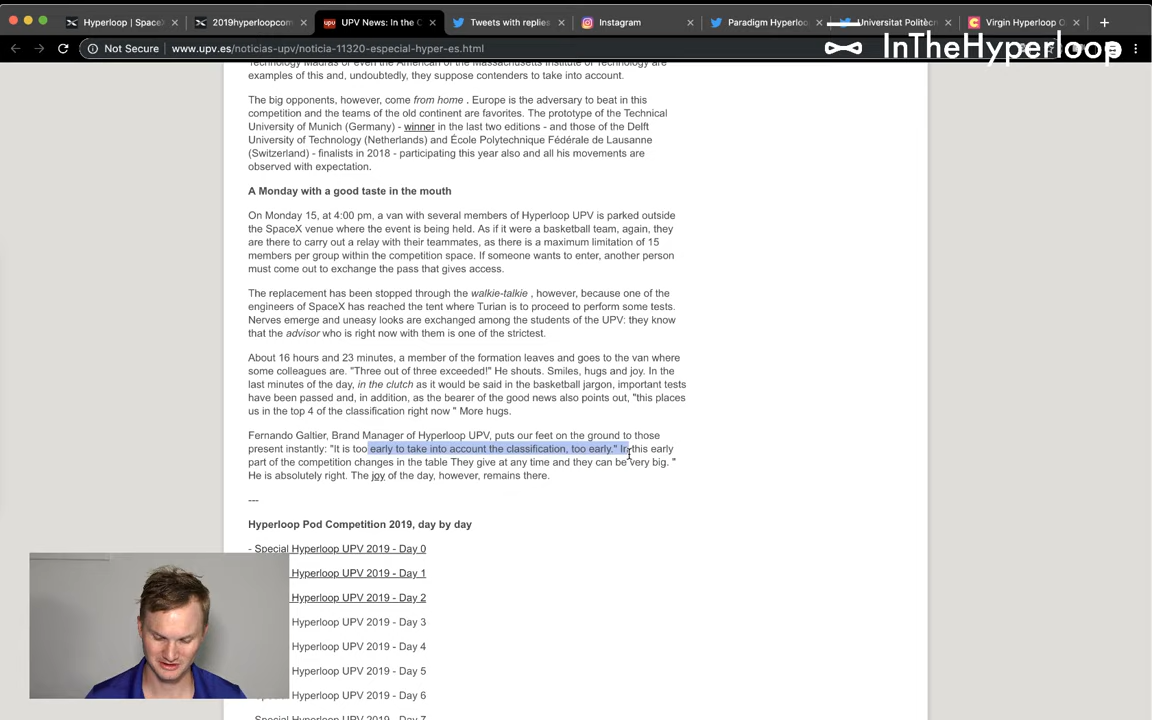 Hyperloop | Space
2019hyperloopcom
UPV News: In the C
Tweets with replies
Instagram
Paradigm Hyperloo
Universitat Politèc
Virgin Hyperloop O
Not Secure
www.upv.es/noticias-upv/noticia-11320-especial-hyper-es.html
InTheHyperloop
Technology Madras or even the American of the Massachusetts Institute of Technology are
examples of this and, undoubtedly, they suppose contenders to take into account.
The big opponents, however, come from home . Europe is the adversary to beat in this
competition and the teams of the old continent are favorites. The prototype of the Technical
University of Munich (Germany) - winner in the last two editions - and those of the Delft
University of Technology (Netherlands) and École Polytechnique Fédérale de Lausanne
(Switzerland) - finalists in 2018 - participating this year also and all his movements are
observed with expectation.
A Monday with a good taste in the mouth
On Monday 15, at 4:00 pm, a van with several members of Hyperloop UPV is parked outside
the SpaceX venue where the event is being held. As if it were a basketball team, again, they
are there to carry out a relay with their teammates, as there is a maximum limitation of 15
members per group within the competition space. If someone wants to enter, another person
must come out to exchange the pass that gives access.
The replacement has been stopped through the walkie-talkie , however, because one of the
engineers of SpaceX has reached the tent where Turian is to proceed to perform some tests.
Nerves emerge and uneasy looks are exchanged among the students of the UPV: they know
that the advisor who is right now with them is one of the strictest.
About 16 hours and 23 minutes, a member of the formation leaves and goes to the van where
some colleagues are. "Three out of three exceeded!" He shouts. Smiles, hugs and joy. In the
last minutes of the day, in the clutch as it would be said in the basketball jargon, important tests
have been passed and, in addition, as the bearer of the good news also points out, "this places
us in the top 4 of the classification right now " More hugs.
Fernando Galtier, Brand Manager of Hyperloop UPV, puts our feet on the ground to those
present instantly: "It is too early to take into account the classification, too early." In this early
part of the competition changes in the table They give at any time and they can be very big. "
He is absolutely right. The joy of the day, however, remains there.
---
Hyperloop Pod Competition 2019, day by day
- Special Hyperloop UPV 2019 - Day 0
Hyperloop UPV 2019 - Day 1
Hyperloop UPV 2019 - Day 2
Hyperloop UPV 2019 - Day 3
Hyperloop UPV 2019 - Day 4
Hyperloop UPV 2019 - Day 5
Hyperloop UPV 2019 - Day 6
Hyperloop UPV 2019 - Day 7